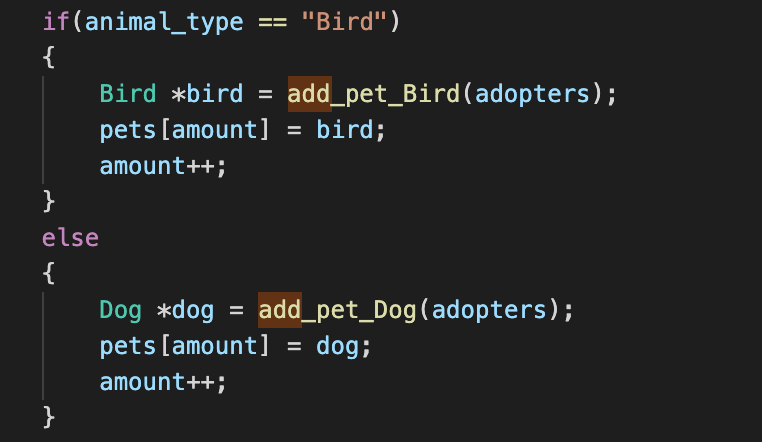 if(animal_type == "Bird")
{
    Bird *bird = add_pet_Bird(adopters);
    pets[amount] = bird;
    amount++;
}
else
{
    Dog *dog = add_pet_Dog(adopters);
    pets[amount] = dog;
    amount++;
}